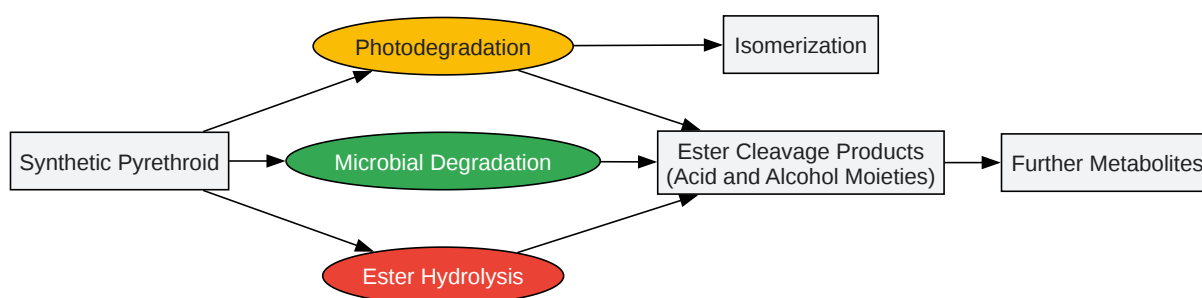 Photodegradation
Isomerization
Synthetic Pyrethroid
Microbial Degradation
Ester Cleavage Products
(Acid and Alcohol Moieties)
Further Metabolites
Ester Hydrolysis